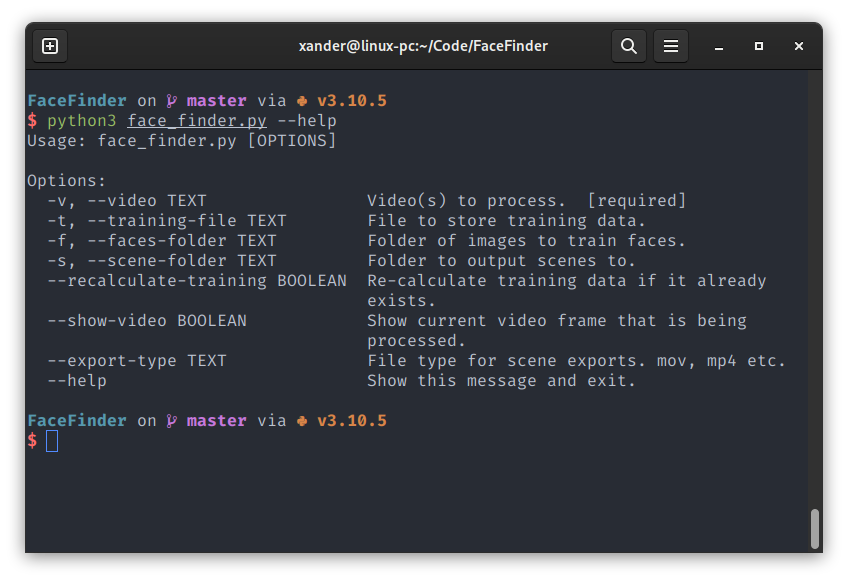 xander@linux-pc:~/Code/FaceFinder
FaceFinder on master via v3.10.5
$ python3 face_finder.py --help
Usage: face_finder.py [OPTIONS]
Options:
-v, --video TEXT Video(s) to process. [required]
-t, --training-file TEXT File to store training data.
-f, --faces-folder TEXT Folder of images to train faces.
-s, --scene-folder TEXT Folder to output scenes to.
--recalculate-training BOOLEAN Re-calculate training data if it already
exists.
--show-video BOOLEAN Show current video frame that is being
processed.
--export-type TEXT File type for scene exports. mov, mp4 etc.
--help Show this message and exit.
FaceFinder on master via v3.10.5
$